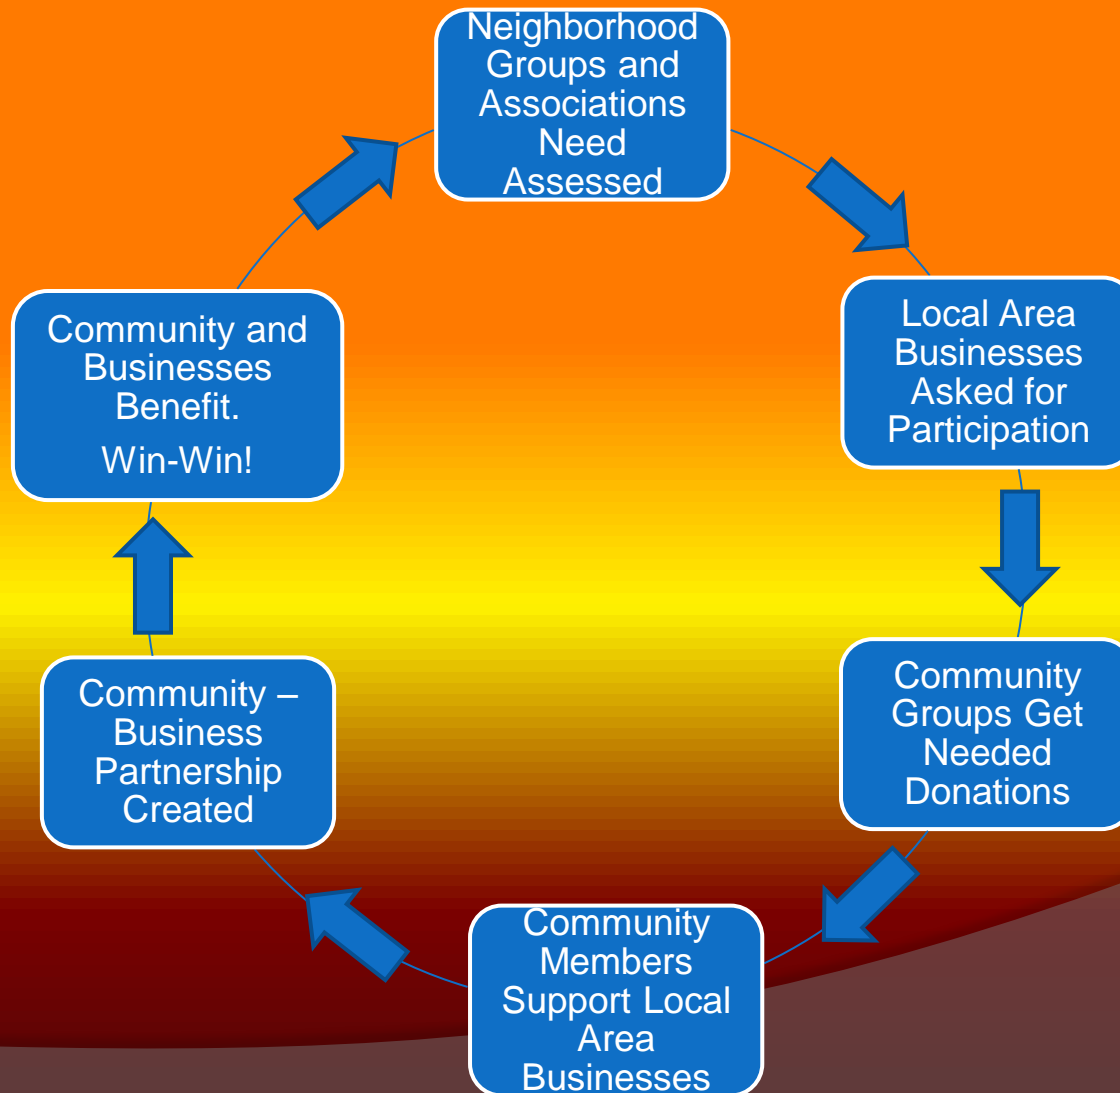 Neighborhood
Groups and
Associations
Need
Assessed
Local Area
Businesses
Asked for
Participation
Community
Groups Get
Needed
Donations
Community
Members
Support Local
Area
Businesses
Community –
Business
Partnership
Created
Community and
Businesses
Benefit.
Win-Win!